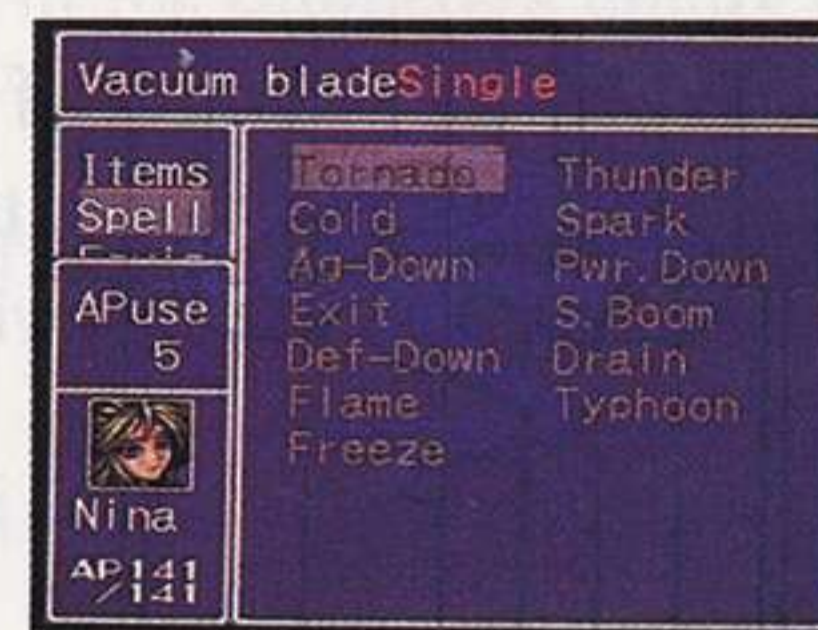 Vacuum bladeSingle
Items
Spell
APuse
5
Nina
AP141
/141
Tornado Thunder
Cold Spark
Ag-Down Pwr.Down
Exit S.Boom
Def-Down Drain
Flame Typhoon
Freeze